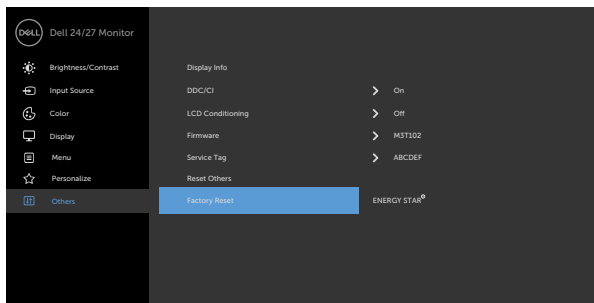 DELL Dell 24/27 Monitor
Brightness/Contrast
Input Source
Color
Display
Menu
Personalize
Others
Display Info
DDC/CI On
LCD Conditioning Off
Firmware M3T102
Service Tag ABCDEF
Reset Others
Factory Reset ENERGY STAR®